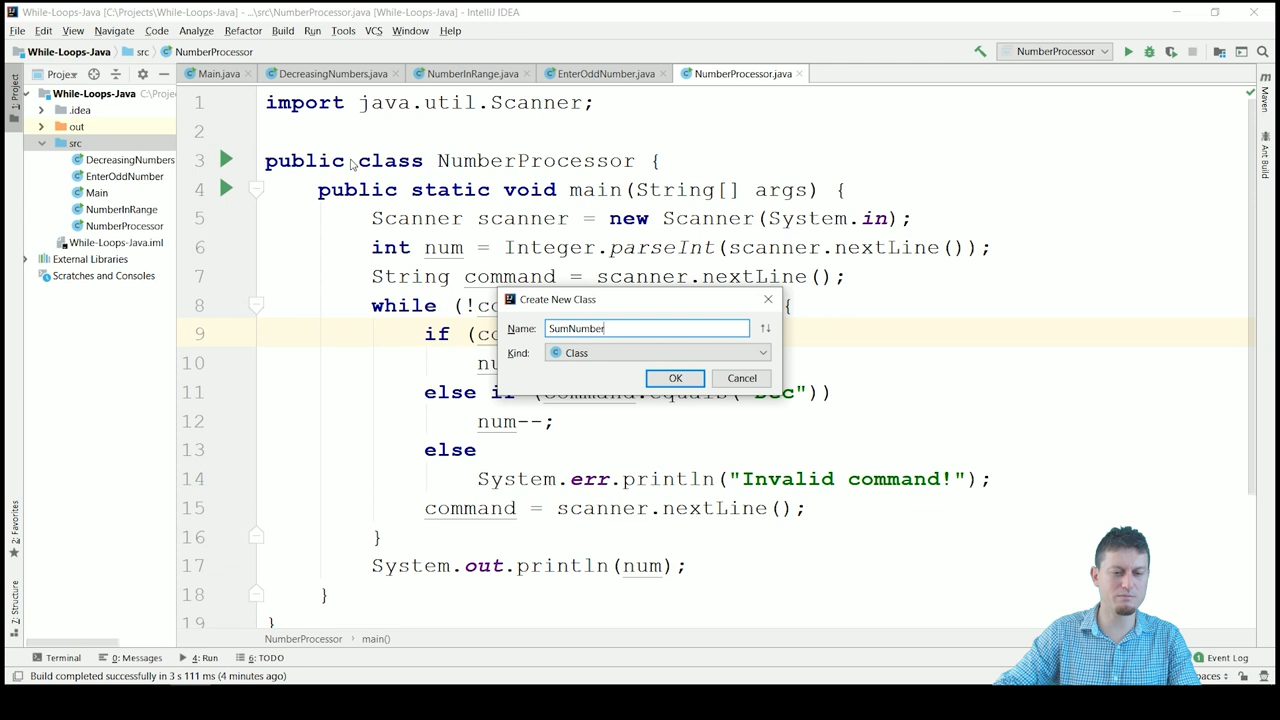 While-Loops-Java [C:\Projects\While-Loops-Java] - ...\src\NumberProcessor.java [While-Loops-Java] - IntelliJ IDEA
File Edit View Navigate Code Analyze Refactor Build Run Tools VCS Window Help
While-Loops-Java src NumberProcessor NumberProcessor
Project Main.java DecreasingNumbers.java NumberInRange.java EnterOddNumber.java NumberProcessor.java
1: Project
While-Loops-Java C:\Proje
.idea
out
src
DecreasingNumbers
EnterOddNumber
Main
NumberInRange
NumberProcessor
While-Loops-Java.iml
External Libraries
Scratches and Consoles
2: Favorites
7: Structure
1 import java.util.Scanner;
2
3 public class NumberProcessor {
4 public static void main(String[] args) {
5 Scanner scanner = new Scanner(System.in);
6 int num = Integer.parseInt(scanner.nextLine());
7 String command = scanner.nextLine();
8 while (!co {
9 if (co
10 nu
11 else if (command.equals("Dec"))
12 num--;
13 else
14 System.err.println("Invalid command!");
15 command = scanner.nextLine();
16 }
17 System.out.println(num);
18 }
19 }
Create New Class
Name: SumNumber
Kind: Class
OK Cancel
Maven
Ant Build
NumberProcessor main()
Terminal 0: Messages 4: Run 6: TODO Event Log
Build completed successfully in 3 s 111 ms (4 minutes ago) paces